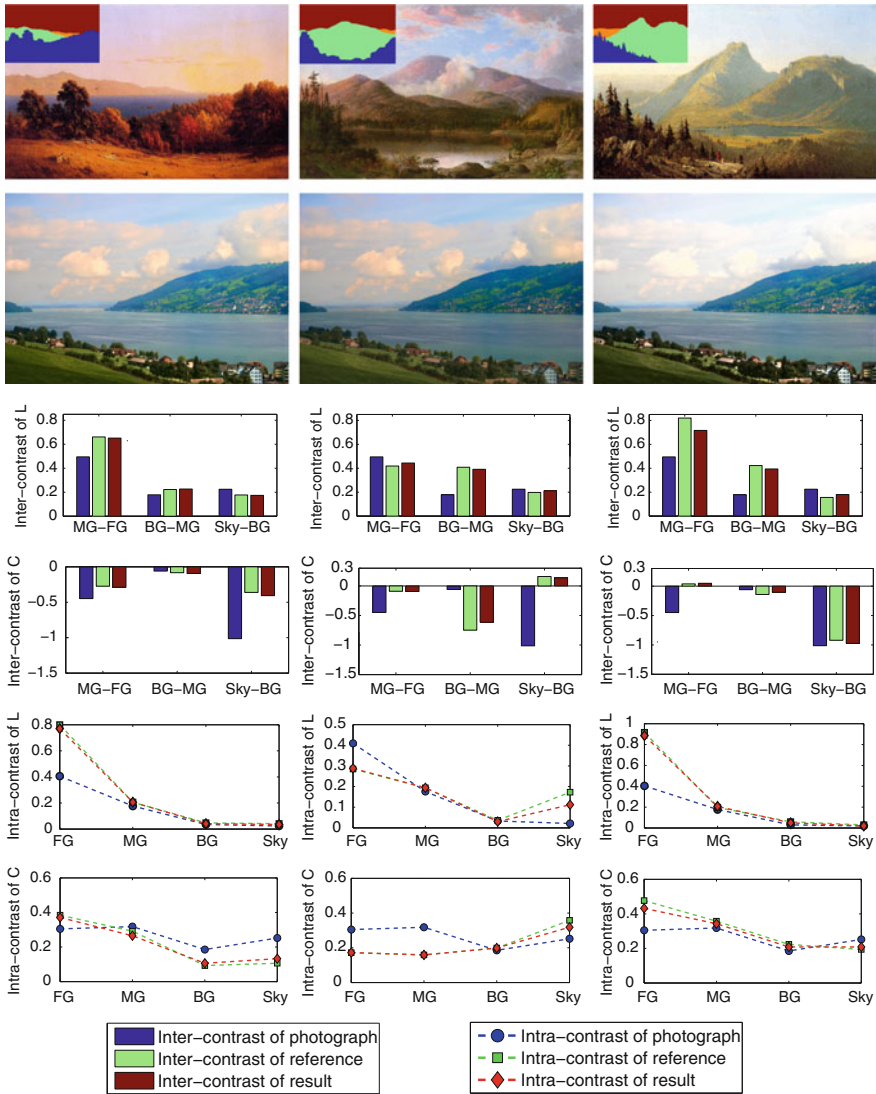 Inter-contrast of L
0.8
0.6
0.4
0.2
0
MG-FG BG-MG Sky-BG
0.8
0.6
0.4
0.2
0
MG-FG BG-MG Sky-BG
0.8
0.6
0.4
0.2
0
MG-FG BG-MG Sky-BG
Inter-contrast of L
Inter-contrast of L
Inter-contrast of C
0
−0.5
−1
−1.5
MG-FG BG-MG Sky-BG
Inter-contrast of C
0.3
0
−0.5
−1
−1.5
MG-FG BG-MG Sky-BG
Inter-contrast of C
0.3
0
−0.5
−1
−1.5
MG-FG BG-MG Sky-BG
Intra-contrast of L
0.8
0.6
0.4
0.2
0
FG MG BG Sky
Intra-contrast of L
0.5
0.4
0.3
0.2
0.1
0
FG MG BG Sky
Intra-contrast of L
1
0.8
0.6
0.4
0.2
0
FG MG BG Sky
Intra-contrast of C
0.6
0.4
0.2
0
FG MG BG Sky
Intra-contrast of C
0.6
0.4
0.2
0
FG MG BG Sky
Intra-contrast of C
0.6
0.4
0.2
0
FG MG BG Sky
Inter-contrast of photograph
Inter-contrast of reference
Inter-contrast of result
Intra-contrast of photograph
Intra-contrast of reference
Intra-contrast of result